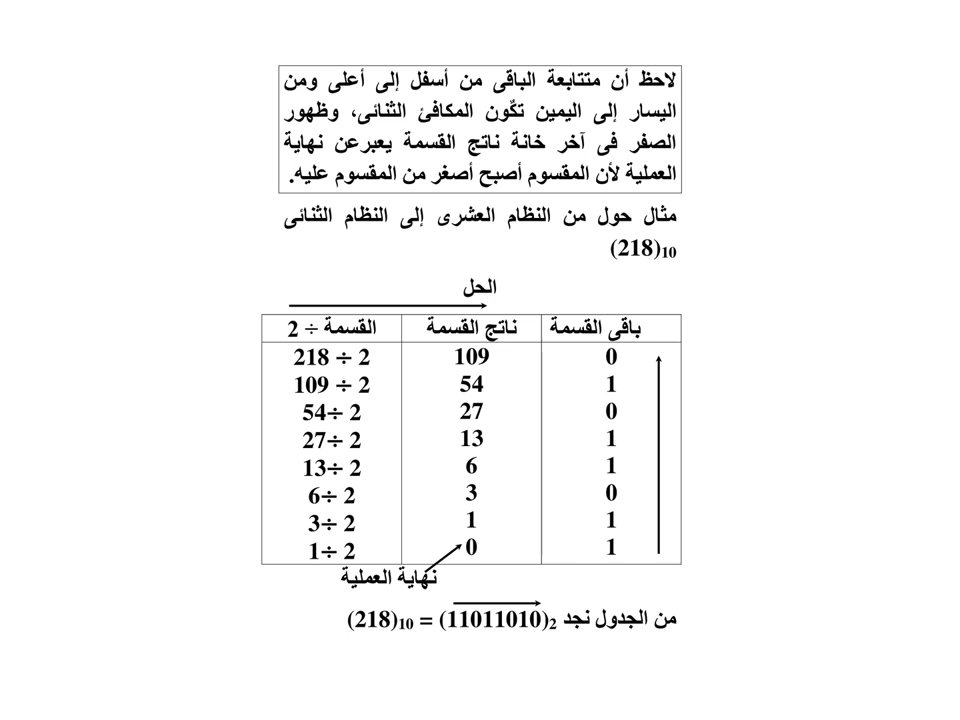 لاحظ أن متتابعة الباقى من أسفل إلى أعلى ومن
اليسار إلى اليمين تكّون المكافئ الثنائى، وظهور
الصفر فى آخر خانة ناتج القسمة يعبرعن نهاية
العملية لأن المقسوم أصبح أصغر من المقسوم عليه.
مثال حول من النظام العشرى إلى النظام الثنائى
(218)10
الحل
القسمة ÷ 2 ناتج القسمة باقى القسمة
218 ÷ 2 109 0
109 ÷ 2 54 1
54÷ 2 27 0
27÷ 2 13 1
13÷ 2 6 1
6÷ 2 3 0
3÷ 2 1 1
1÷ 2 0 1
نهاية العملية
من الجدول نجد (218)10 = (11011010)2